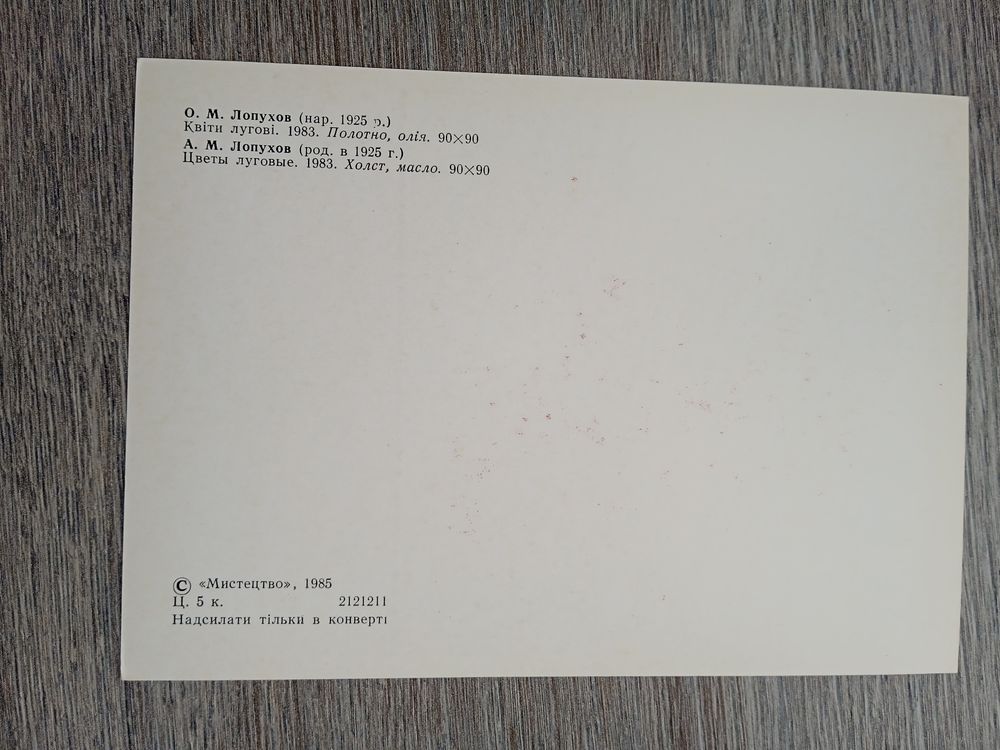 О. М. Лопухов (нар. 1925 р.)
Квіти лугові. 1983. Полотно, олія. 90×90
А. М. Лопухов (род. в 1925 г.)
Цветы луговые. 1983. Холст, масло. 90×90
© «Мистецтво», 1985
Ц. 5 к. 2121211
Надсилати тільки в конверті